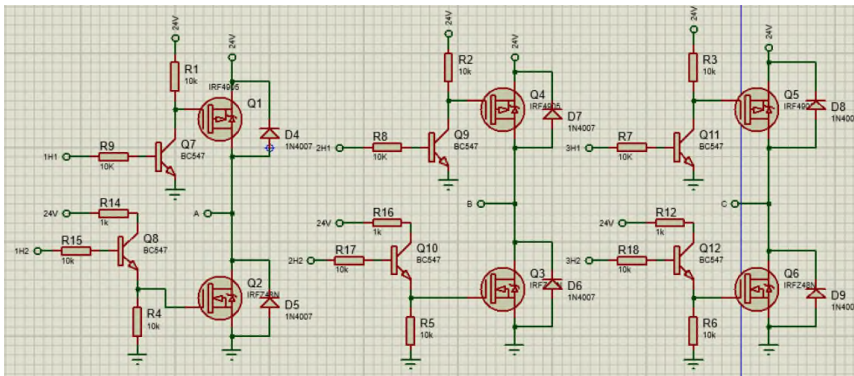 24V
R1
10k
24V
IRF4905
Q1
D4
1N4007
Q7
BC547
R9
10K
1H1
R14
1k
24V
A
Q8
BC547
R15
10k
1H2
Q2
IRFZ48N
D5
1N4007
R4
10k
24V
R2
10k
24V
Q4
IRF4905
D7
1N4007
Q9
BC547
R8
10K
2H1
R16
1k
24V
B
Q10
BC547
R17
10k
2H2
Q3
D6
1N4007
R5
10k
24V
R3
10k
24V
Q5
D8
Q11
BC547
R7
10K
3H1
R12
1k
24V
C
Q12
BC547
R18
10k
3H2
Q6
IRFZ48N
D9
R6
10k